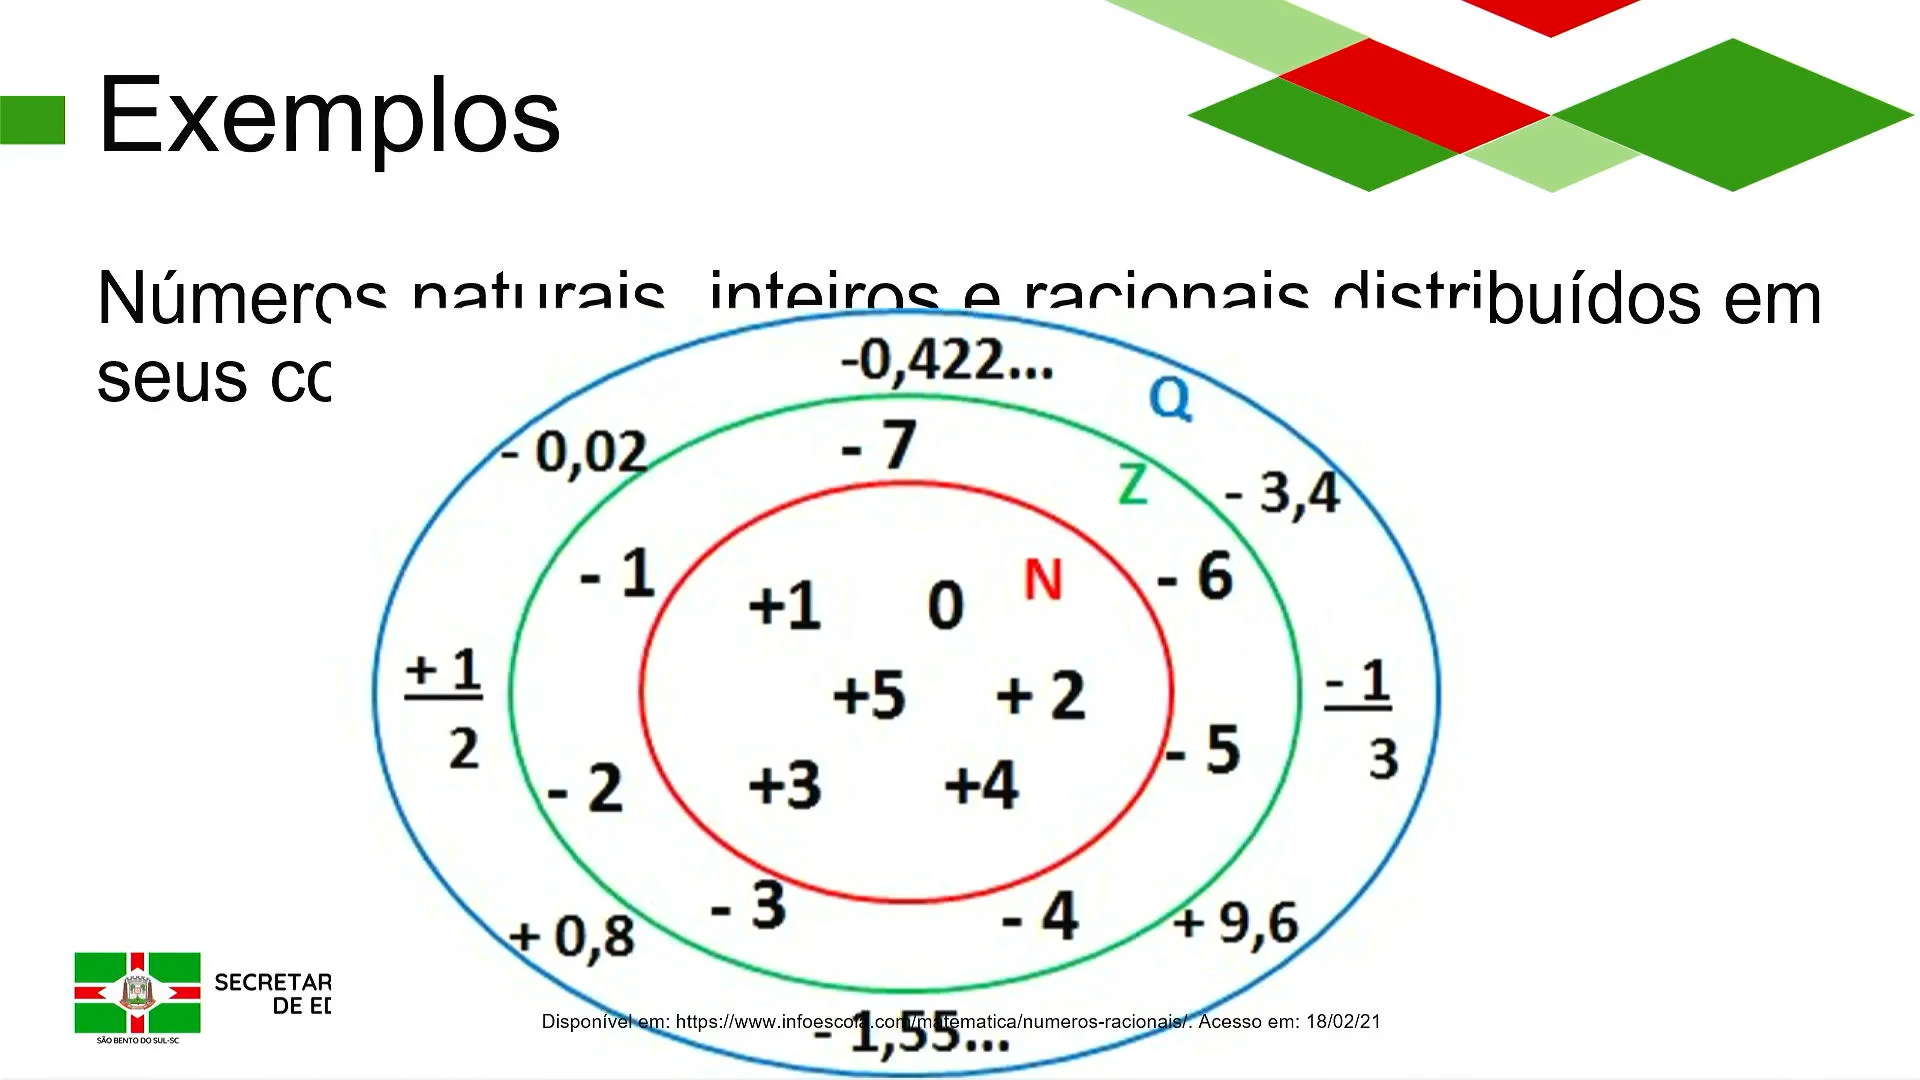 Exemplos
Números naturais, inteiros e racionais distribuídos em
seus
-0,422...
Q
- 0,02
- 7
Z
- 3,4
- 1
+1 0 N
- 6
+ 1
2
+5 + 2
- 1
3
- 2
+3 +4
- 5
- 3
- 4
+ 0,8
+ 9,6
- 1,55...
SÃO BENTO DO SUL-SC
DE
Disponível em: https://www.infoescola.com/matematica/numeros-racionais/. Acesso em: 18/02/21